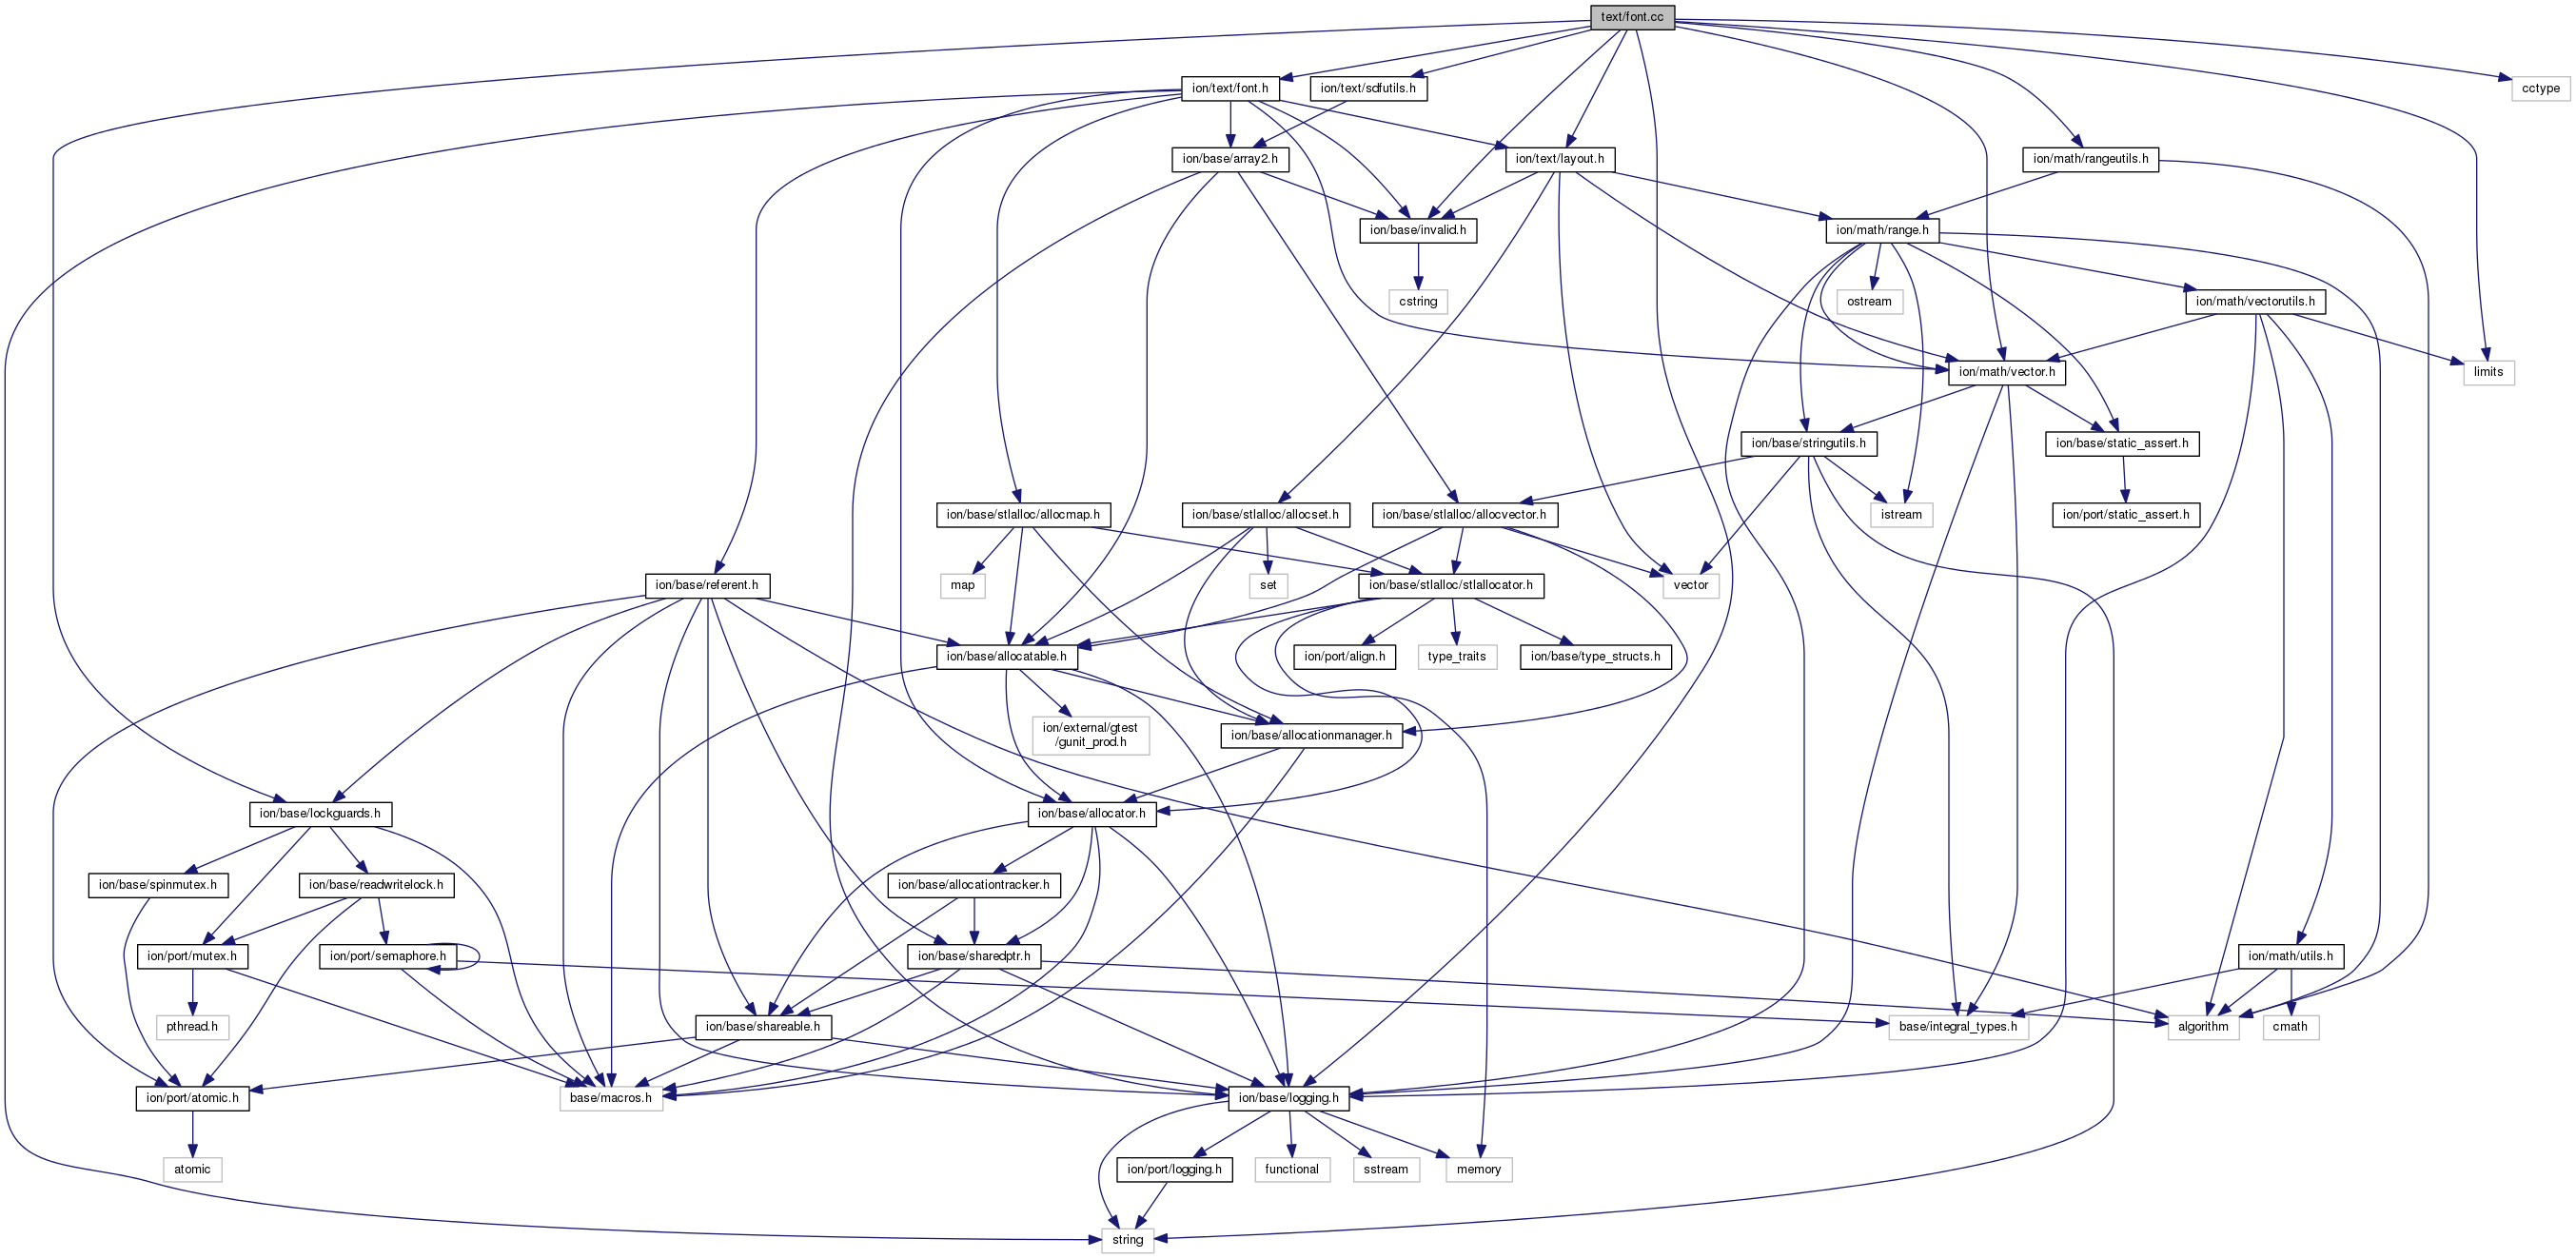 text/font.cc
ion/text/font.h
ion/text/sdfutils.h
cctype
ion/base/array2.h
ion/text/layout.h
ion/math/rangeutils.h
ion/base/invalid.h
ion/math/range.h
cstring
ostream
ion/math/vectorutils.h
ion/math/vector.h
limits
ion/base/stringutils.h
ion/base/static_assert.h
ion/base/stlalloc/allocmap.h
ion/base/stlalloc/allocset.h
ion/base/stlalloc/allocvector.h
istream
ion/port/static_assert.h
ion/base/referent.h
map
set
ion/base/stlalloc/stlallocator.h
vector
ion/base/allocatable.h
ion/port/align.h
type_traits
ion/base/type_structs.h
ion/external/gtest
/gunit_prod.h
ion/base/allocationmanager.h
ion/base/lockguards.h
ion/base/allocator.h
ion/base/spinmutex.h
ion/base/readwritelock.h
ion/base/allocationtracker.h
ion/port/mutex.h
ion/port/semaphore.h
ion/base/sharedptr.h
ion/math/utils.h
pthread.h
ion/base/shareable.h
base/integral_types.h
algorithm
cmath
ion/port/atomic.h
base/macros.h
ion/base/logging.h
atomic
ion/port/logging.h
functional
sstream
memory
string